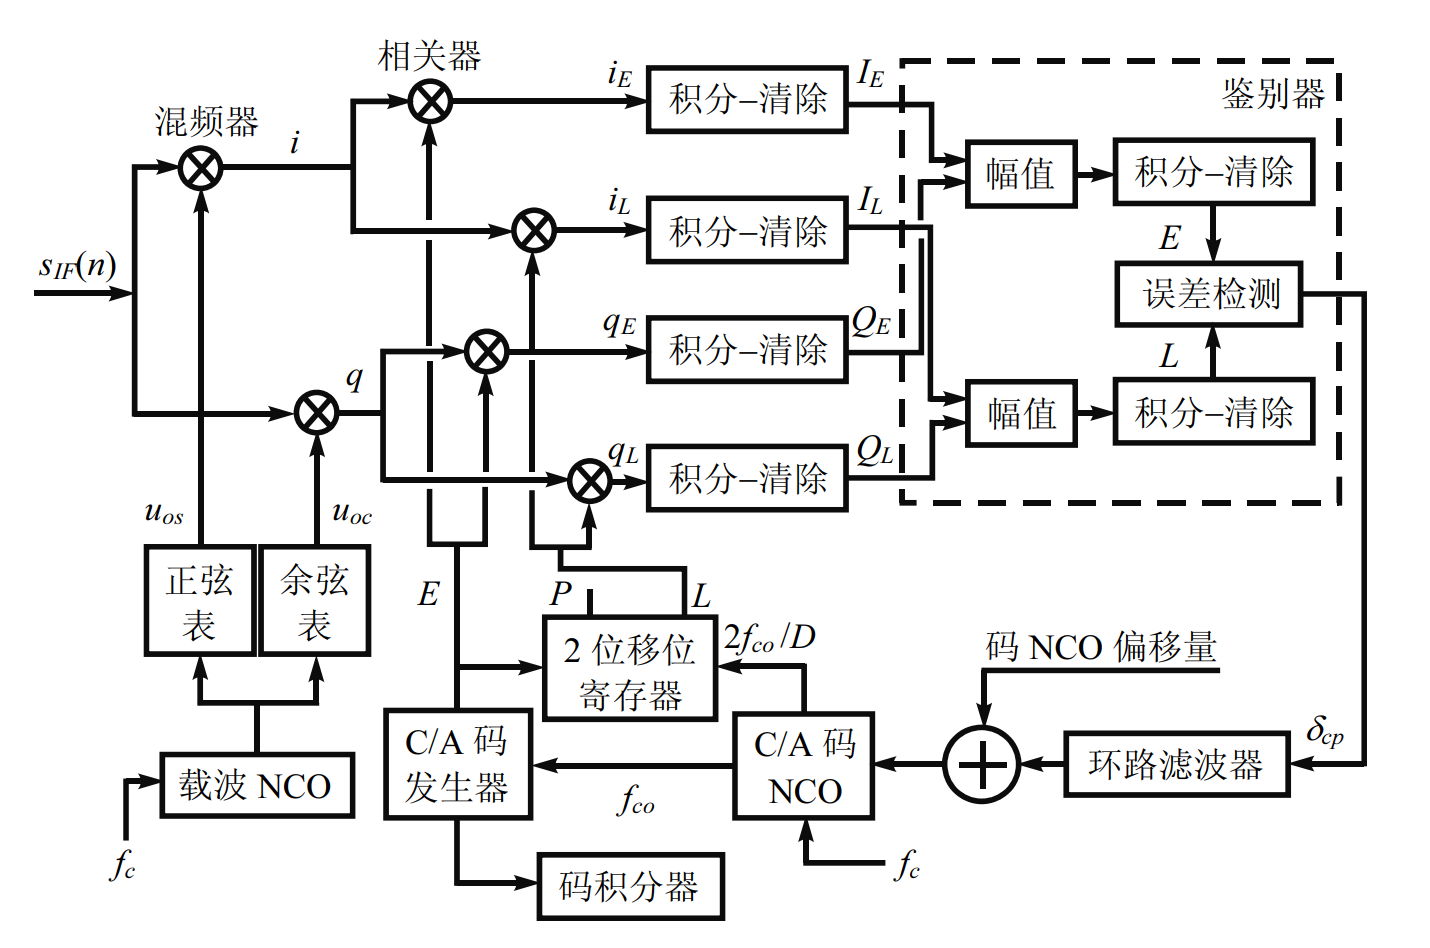 相关器
i_E
积分–清除
I_E
鉴别器
混频器
i
幅值
积分–清除
i_L
积分–清除
I_L
E
s_IF(n)
误差检测
q_E
积分–清除
Q_E
L
q
幅值
积分–清除
q_L
积分–清除
Q_L
u_os
u_oc
正弦
表
余弦
表
E
P
L
2 位移位
寄存器
2f_co/D
码 NCO 偏移量
C/A 码
发生器
C/A 码
NCO
δ_cp
环路滤波器
载波 NCO
f_co
f_c
f_c
码积分器